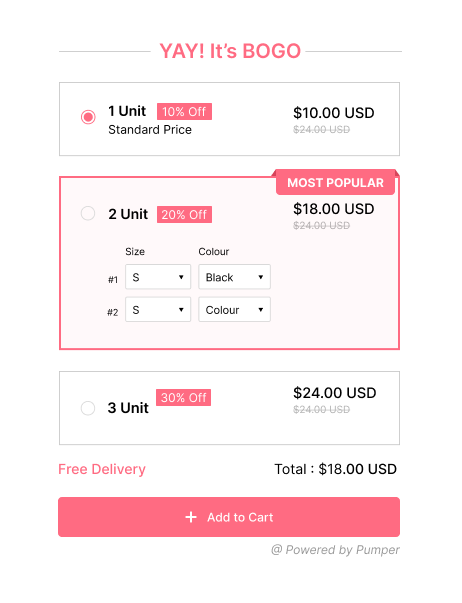 YAY! It's BOGO
1 Unit 10% Off $10.00 USD
Standard Price $24.00 USD
MOST POPULAR
2 Unit 20% Off $18.00 USD
$24.00 USD
Size Colour
#1 S Black
#2 S Colour
3 Unit 30% Off $24.00 USD
$24.00 USD
Free Delivery Total : $18.00 USD
+ Add to Cart
@ Powered by Pumper